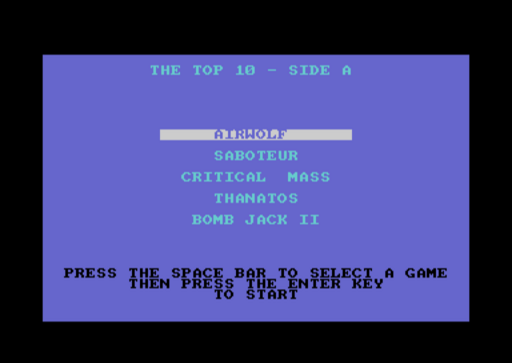 THE TOP 10 - SIDE A
AIRWOLF
SABOTEUR
CRITICAL MASS
THANATOS
BOMB JACK II
PRESS THE SPACE BAR TO SELECT A GAME
THEN PRESS THE ENTER KEY
TO START